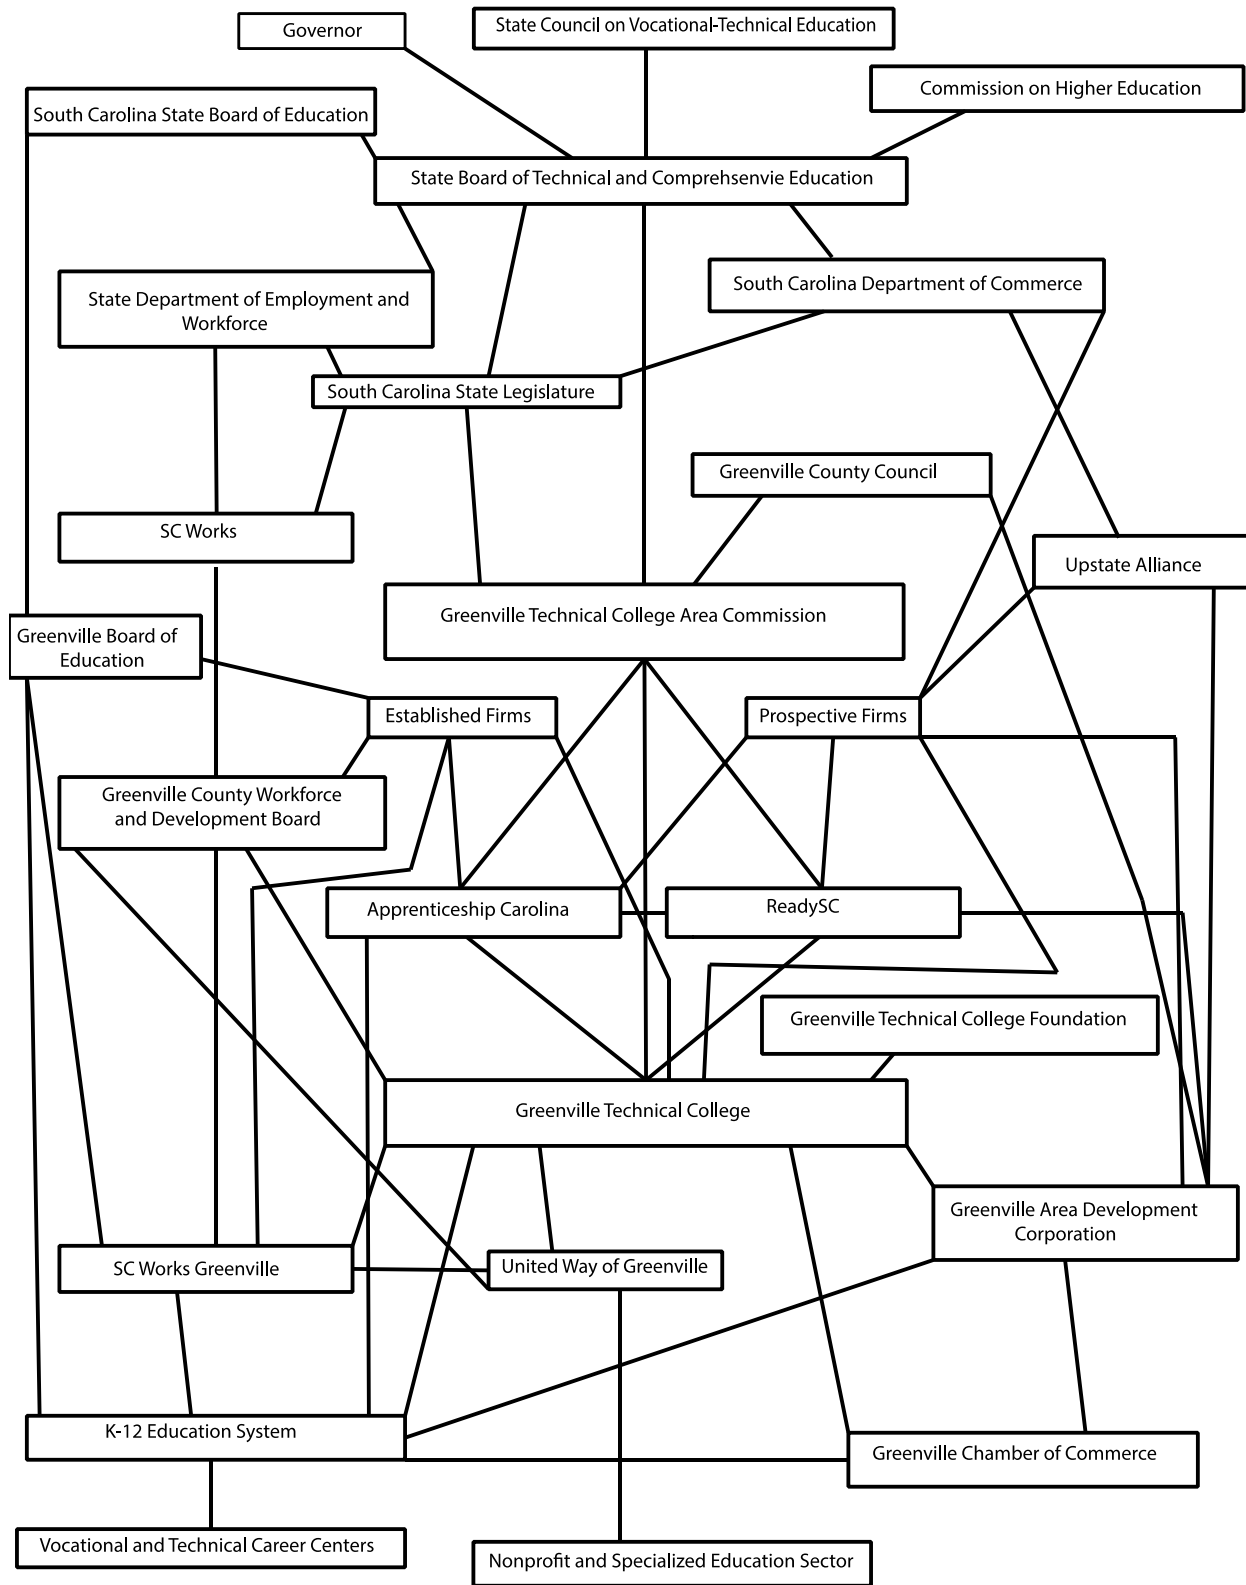 Governor
State Council on Vocational-Technical Education
Commission on Higher Education
South Carolina State Board of Education
State Board of Technical and Comprehsenvie Education
South Carolina Department of Commerce
State Department of Employment and
Workforce
South Carolina State Legislature
Greenville County Council
SC Works
Upstate Alliance
Greenville Technical College Area Commission
Greenville Board of
Education
Established Firms
Prospective Firms
Greenville County Workforce
and Development Board
Apprenticeship Carolina
ReadySC
Greenville Technical College Foundation
Greenville Technical College
Greenville Area Development
Corporation
SC Works Greenville
United Way of Greenville
K-12 Education System
Greenville Chamber of Commerce
Vocational and Technical Career Centers
Nonprofit and Specialized Education Sector